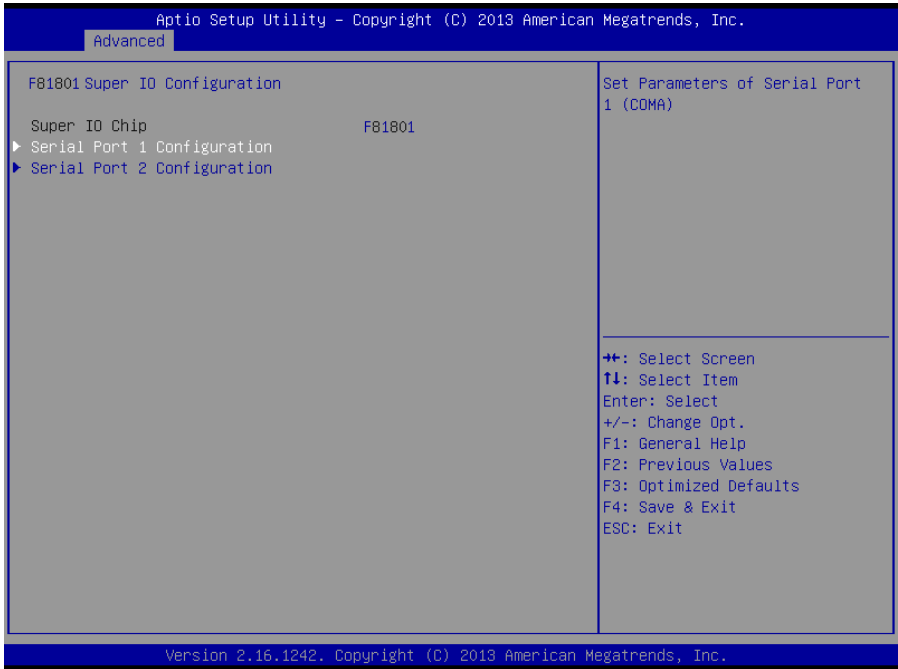 Aptio Setup Utility – Copyright (C) 2013 American Megatrends, Inc.
Advanced
F81801 Super IO Configuration
Super IO Chip F81801
Serial Port 1 Configuration
Serial Port 2 Configuration
Set Parameters of Serial Port
1 (COMA)
→←: Select Screen
↑↓: Select Item
Enter: Select
+/-: Change Opt.
F1: General Help
F2: Previous Values
F3: Optimized Defaults
F4: Save & Exit
ESC: Exit
Version 2.16.1242. Copyright (C) 2013 American Megatrends, Inc.